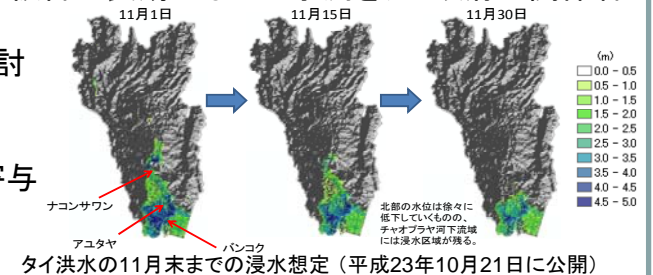 11月1日
11月15日
11月30日
計
与
(m)
0.0 - 0.5
0.5 - 1.0
1.0 - 1.5
1.5 - 2.0
2.0 - 2.5
2.5 - 3.0
3.0 - 3.5
3.5 - 4.0
4.0 - 4.5
4.5 - 5.0
ナコンサワン
アユタヤ
バンコク
北部の水位は徐々に
低下していくものの、
チャオプラヤ河下流域
には浸水区域が残る。
タイ洪水の11月末までの浸水想定（平成23年10月21日に公開）